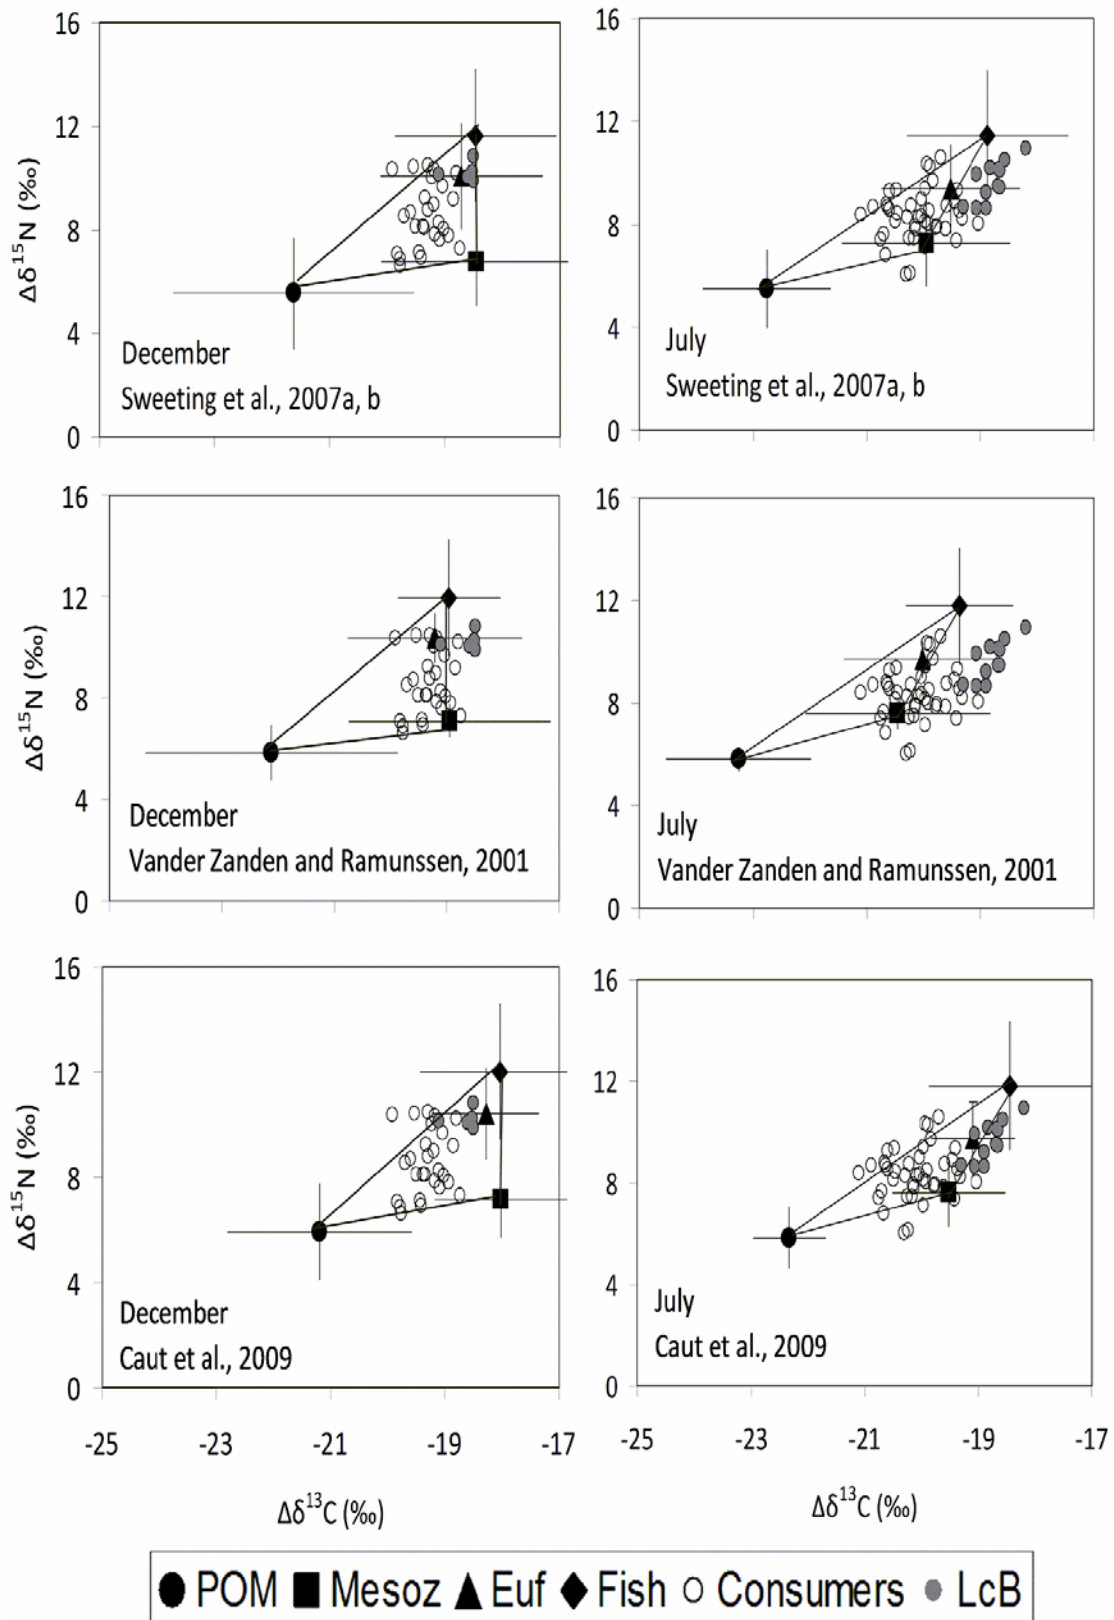 16
12
8
4
0
Δδ15N (‰)
December
Sweeting et al., 2007a, b
16
12
8
4
0
July
Sweeting et al., 2007a, b
16
12
8
4
0
Δδ15N (‰)
December
Vander Zanden and Ramunssen, 2001
16
12
8
4
0
July
Vander Zanden and Ramunssen, 2001
16
12
8
4
0
Δδ15N (‰)
December
Caut et al., 2009
-25 -23 -21 -19 -17
Δδ13C (‰)
16
12
8
4
0
July
Caut et al., 2009
-25 -23 -21 -19 -17
Δδ13C (‰)
POM Mesoz Euf Fish Consumers LcB